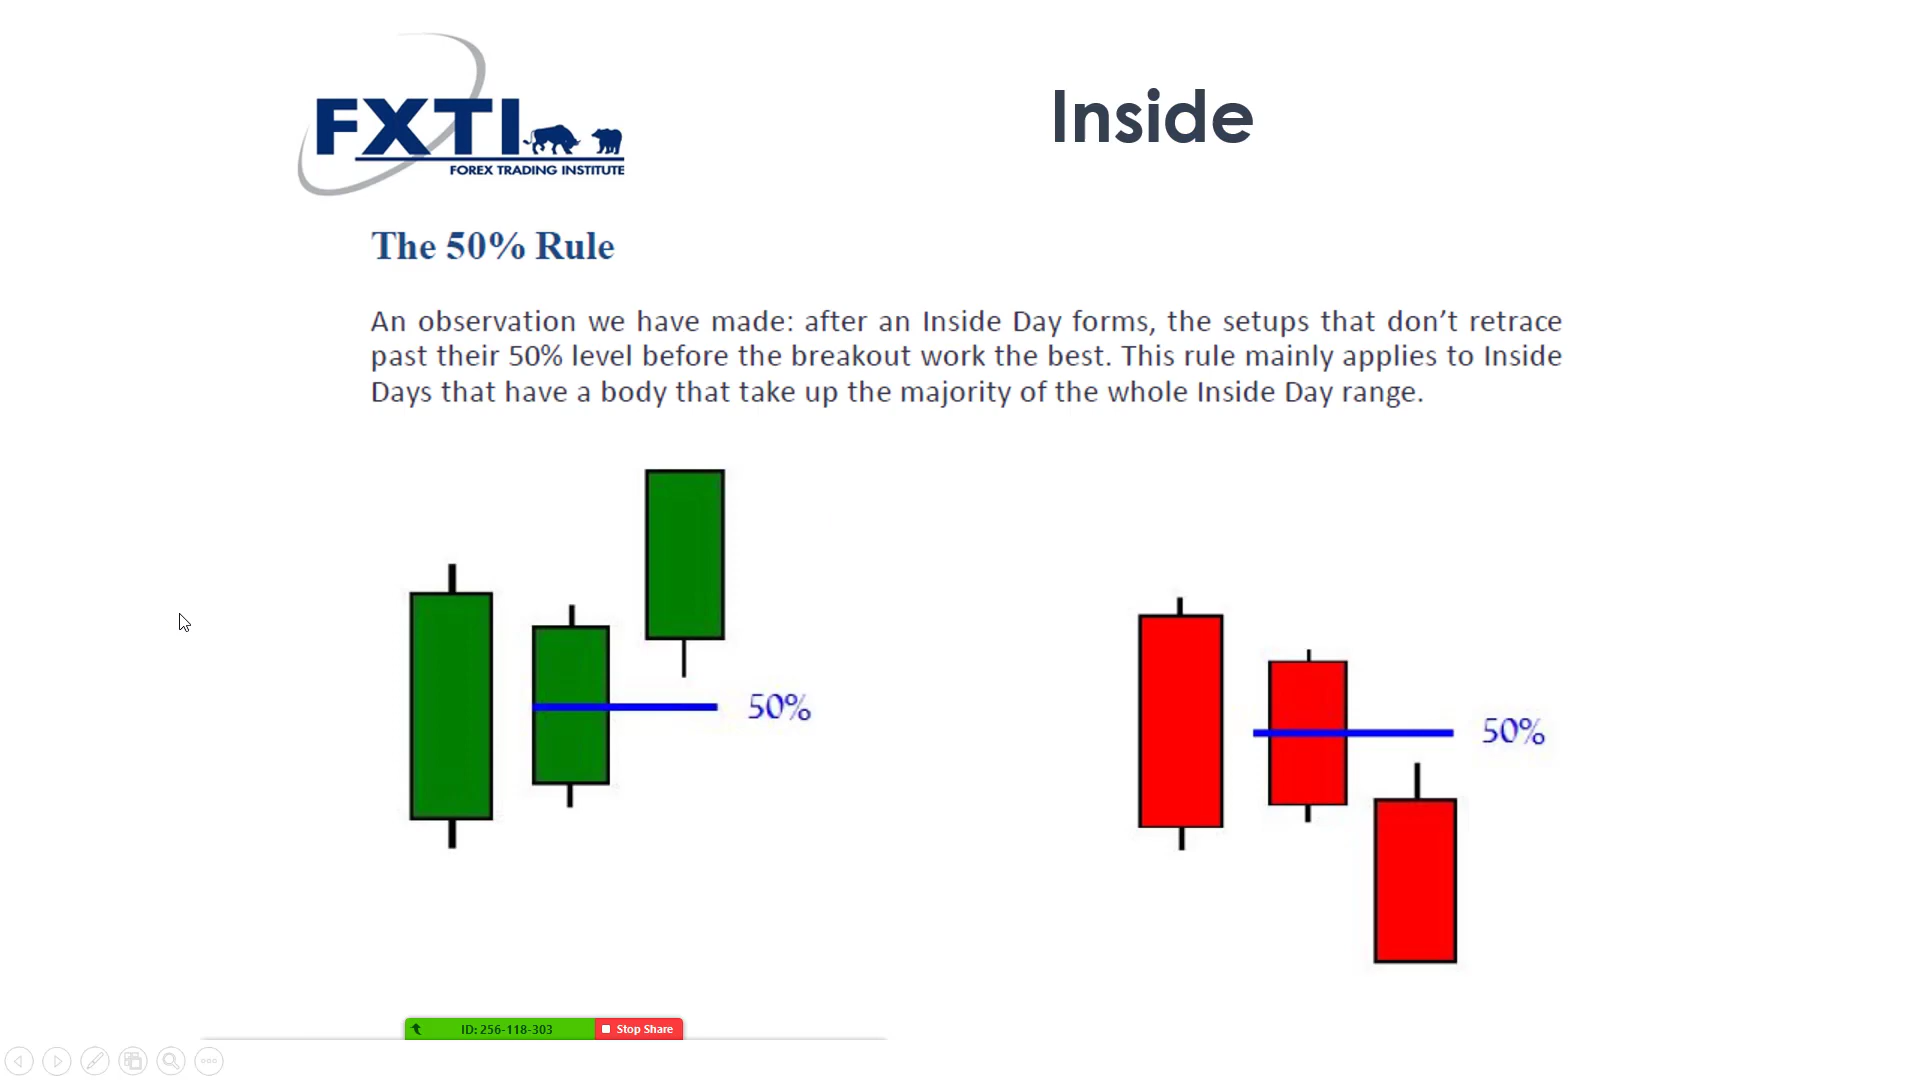 FXTI
FOREX TRADING INSTITUTE
Inside
The 50% Rule
An observation we have made: after an Inside Day forms, the setups that don’t retrace
past their 50% level before the breakout work the best. This rule mainly applies to Inside
Days that have a body that take up the majority of the whole Inside Day range.
50%
50%
ID: 256-118-303
Stop Share